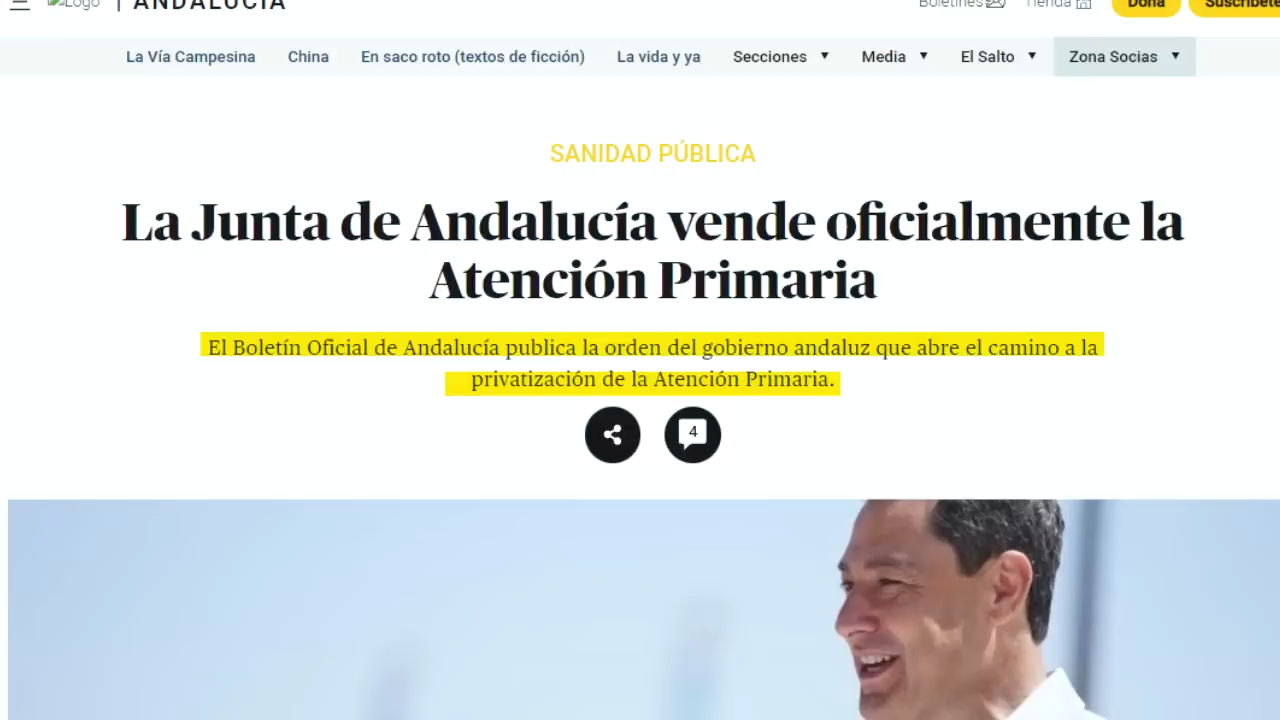 Logo | ANDALUCÍA
Boletines Tienda Dona Suscríbete
La Vía Campesina China En saco roto (textos de ficción) La vida y ya Secciones ▼ Media ▼ El Salto ▼ Zona Socias ▼
SANIDAD PÚBLICA
La Junta de Andalucía vende oficialmente la
Atención Primaria
El Boletín Oficial de Andalucía publica la orden del gobierno andaluz que abre el camino a la
privatización de la Atención Primaria.
4